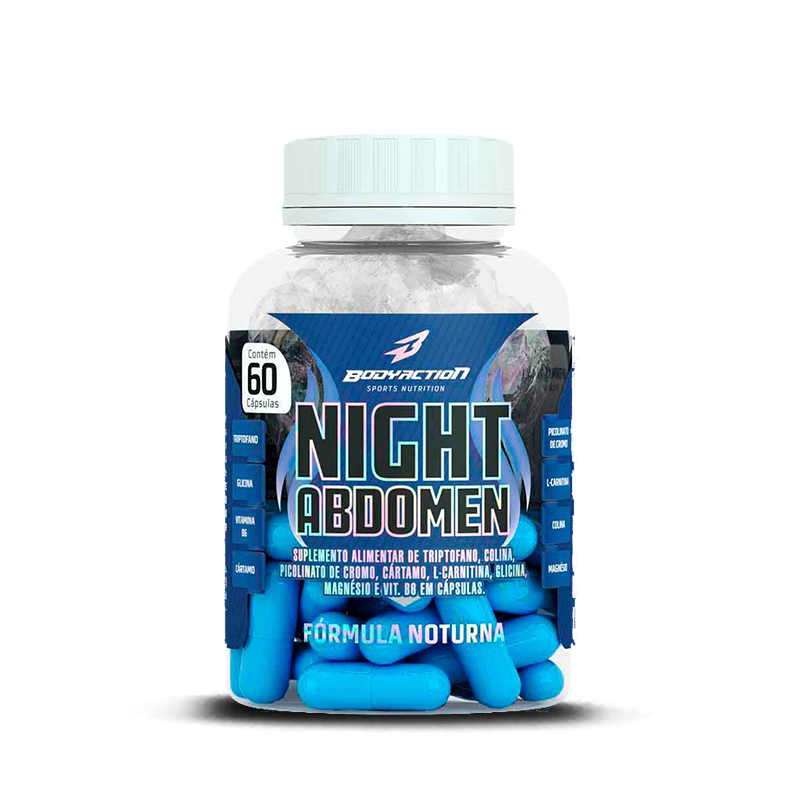 BODYACTION
SPORTS NUTRITION
Contém
60
Cápsulas
NIGHT
ABDOMEN
TRIPTOFANO
GLICINA
VITAMINA
B6
CÁRTAMO
PICOLINATO
DE CROMO
L-CARNITINA
COLINA
MAGNÉSIO
SUPLEMENTO ALIMENTAR DE TRIPTOFANO, COLINA,
PICOLINATO DE CROMO, CÁRTAMO, L-CARNITINA, GLICINA,
MAGNÉSIO E VIT. B6 EM CÁPSULAS.
FÓRMULA NOTURNA